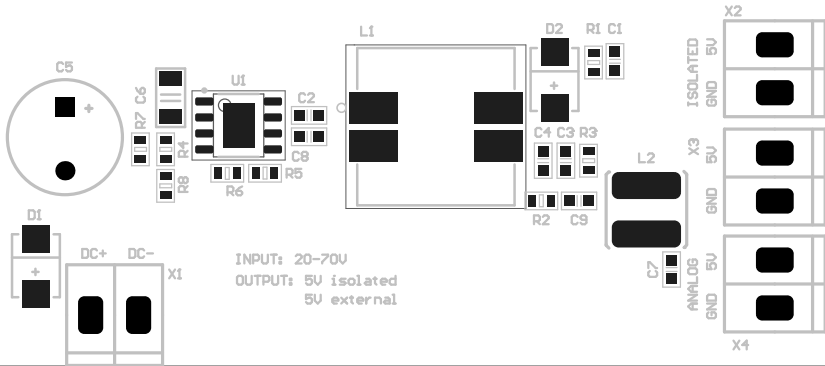 X2
L1
D2
R1 C1
5V
ISOLATED
GND
C5
+
C6
U1
C2
+
R7
R4
C8
C4 C3 R3
X3
5V
L2
GND
R8
R6
R5
R2
C9
D1
+
DC+ DC-
X1
INPUT: 20-70V
OUTPUT: 5V isolated
5V external
C7
5V
ANALOG
GND
X4